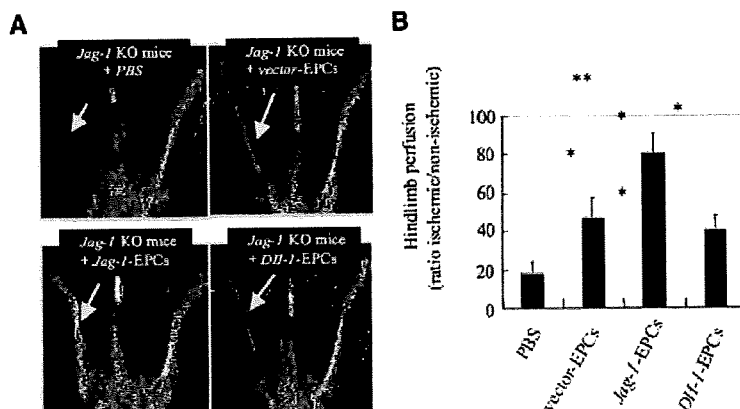 A
Jag-1 KO mice
+ PBS
Jag-1 KO mice
+ vector-EPCs
Jag-1 KO mice
+ Jag-1-EPCs
Jag-1 KO mice
+ Dll-1-EPCs
B
Hindlimb perfusion
(ratio ischemic/non-ischemic)
100
80
60
40
20
0
**
*
*
*
*
PBS
vector-EPCs
Jag-1-EPCs
Dll-1-EPCs